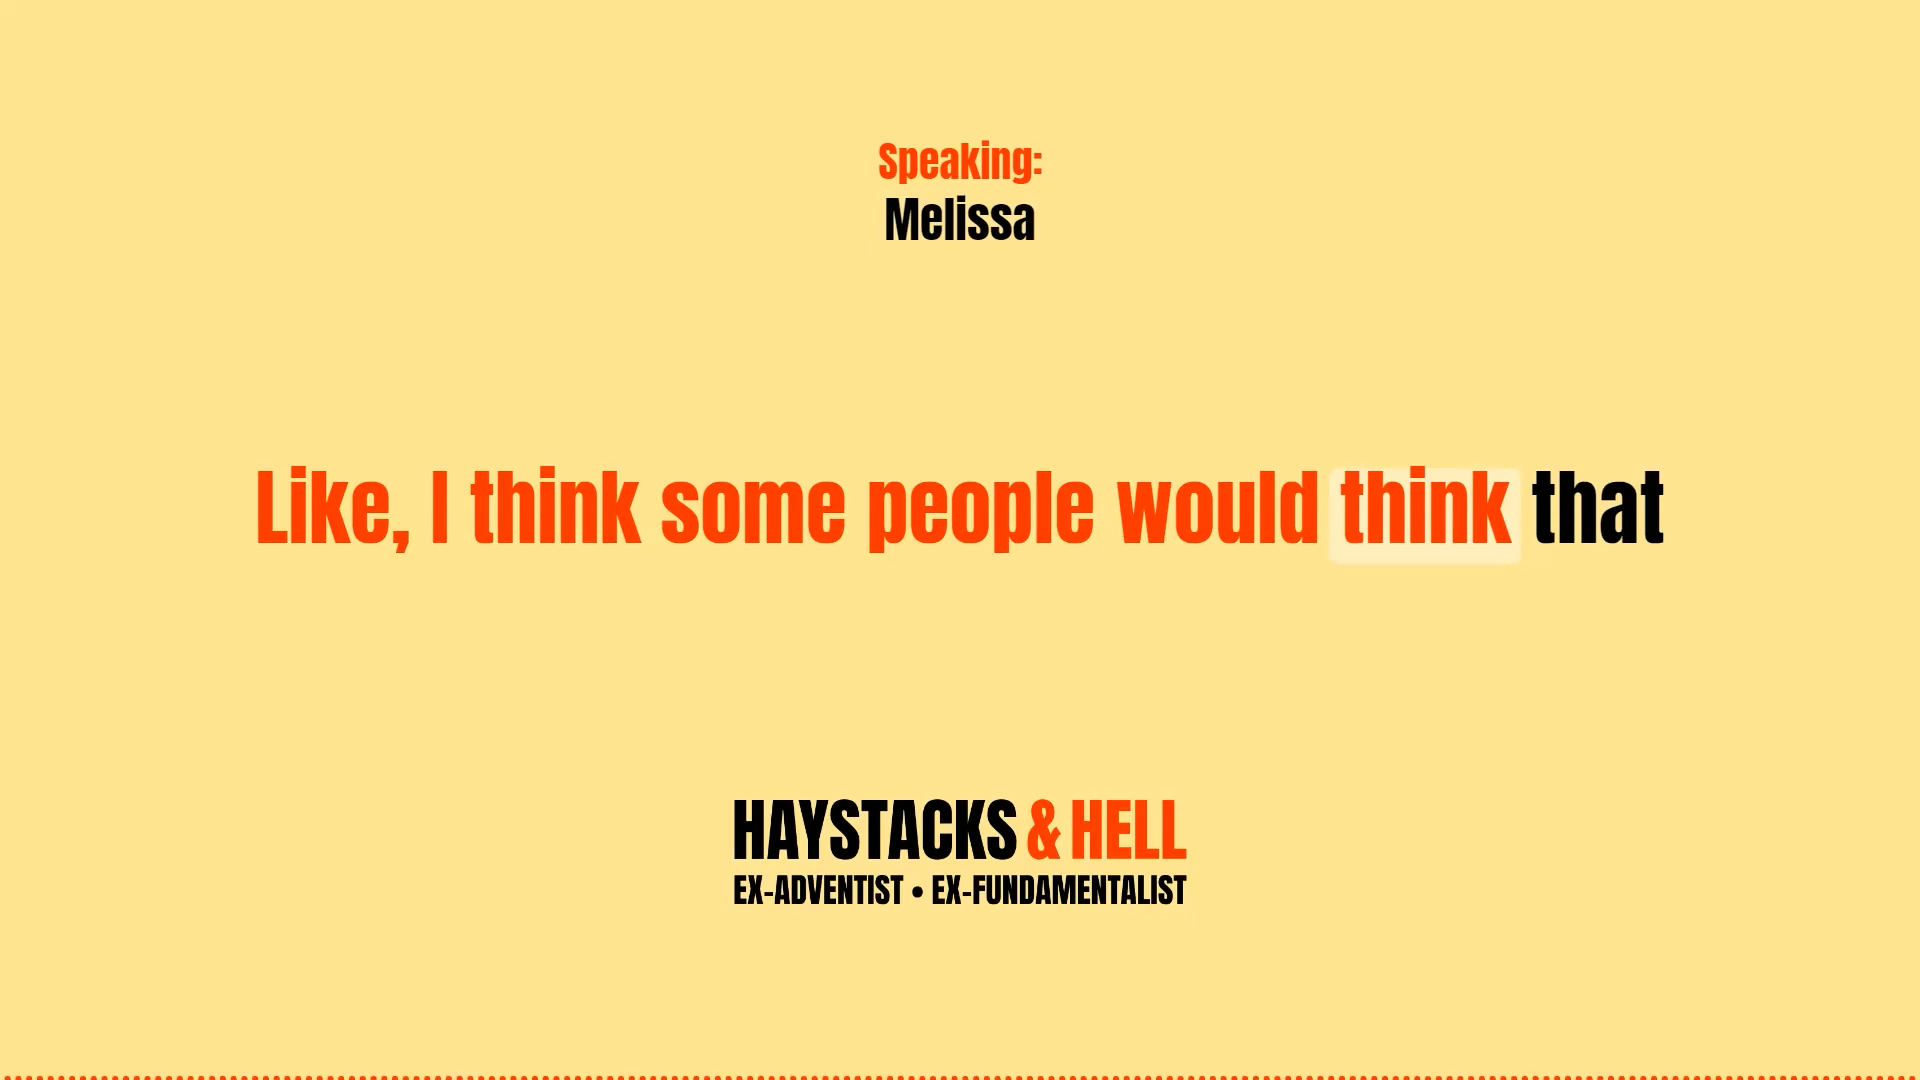 Speaking:
Melissa
Like, I think some people would think that
HAYSTACKS & HELL
EX-ADVENTIST • EX-FUNDAMENTALIST